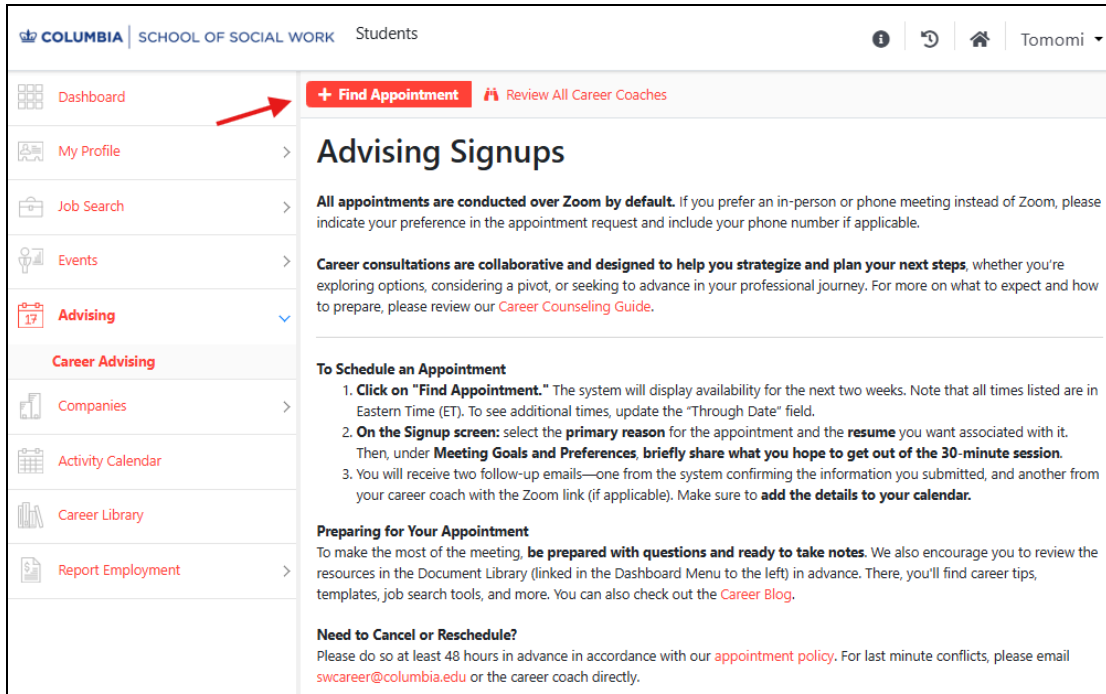 COLUMBIA | SCHOOL OF SOCIAL WORK Students Tomomi
Dashboard
My Profile
Job Search
Events
17 Advising
Career Advising
Companies
Activity Calendar
Career Library
Report Employment
+ Find Appointment Review All Career Coaches
Advising Signups
All appointments are conducted over Zoom by default. If you prefer an in-person or phone meeting instead of Zoom, please
indicate your preference in the appointment request and include your phone number if applicable.
Career consultations are collaborative and designed to help you strategize and plan your next steps, whether you're
exploring options, considering a pivot, or seeking to advance in your professional journey. For more on what to expect and how
to prepare, please review our Career Counseling Guide.
To Schedule an Appointment
1. Click on "Find Appointment." The system will display availability for the next two weeks. Note that all times listed are in
Eastern Time (ET). To see additional times, update the “Through Date” field.
2. On the Signup screen: select the primary reason for the appointment and the resume you want associated with it.
Then, under Meeting Goals and Preferences, briefly share what you hope to get out of the 30-minute session.
3. You will receive two follow-up emails—one from the system confirming the information you submitted, and another from
your career coach with the Zoom link (if applicable). Make sure to add the details to your calendar.
Preparing for Your Appointment
To make the most of the meeting, be prepared with questions and ready to take notes. We also encourage you to review the
resources in the Document Library (linked in the Dashboard Menu to the left) in advance. There, you'll find career tips,
templates, job search tools, and more. You can also check out the Career Blog.
Need to Cancel or Reschedule?
Please do so at least 48 hours in advance in accordance with our appointment policy. For last minute conflicts, please email
swcareer@columbia.edu or the career coach directly.